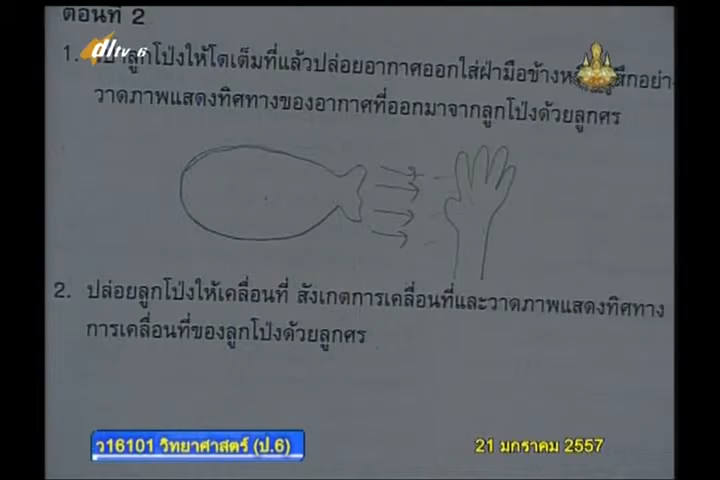 ตอนที่ 2
dltv 6
1. เป่าลูกโป่งให้โตเต็มที่แล้วปล่อยอากาศออกใส่ฝ่ามือข้างห
วาดภาพแสดงทิศทางของอากาศที่ออกมาจากลูกโป่งด้วยลูกศร
2. ปล่อยลูกโป่งให้เคลื่อนที่ สังเกตการเคลื่อนที่และวาดภาพแสดงทิศทาง
การเคลื่อนที่ของลูกโป่งด้วยลูกศร
ว16101 วิทยาศาสตร์ (ป.6)
21 มกราคม 2557